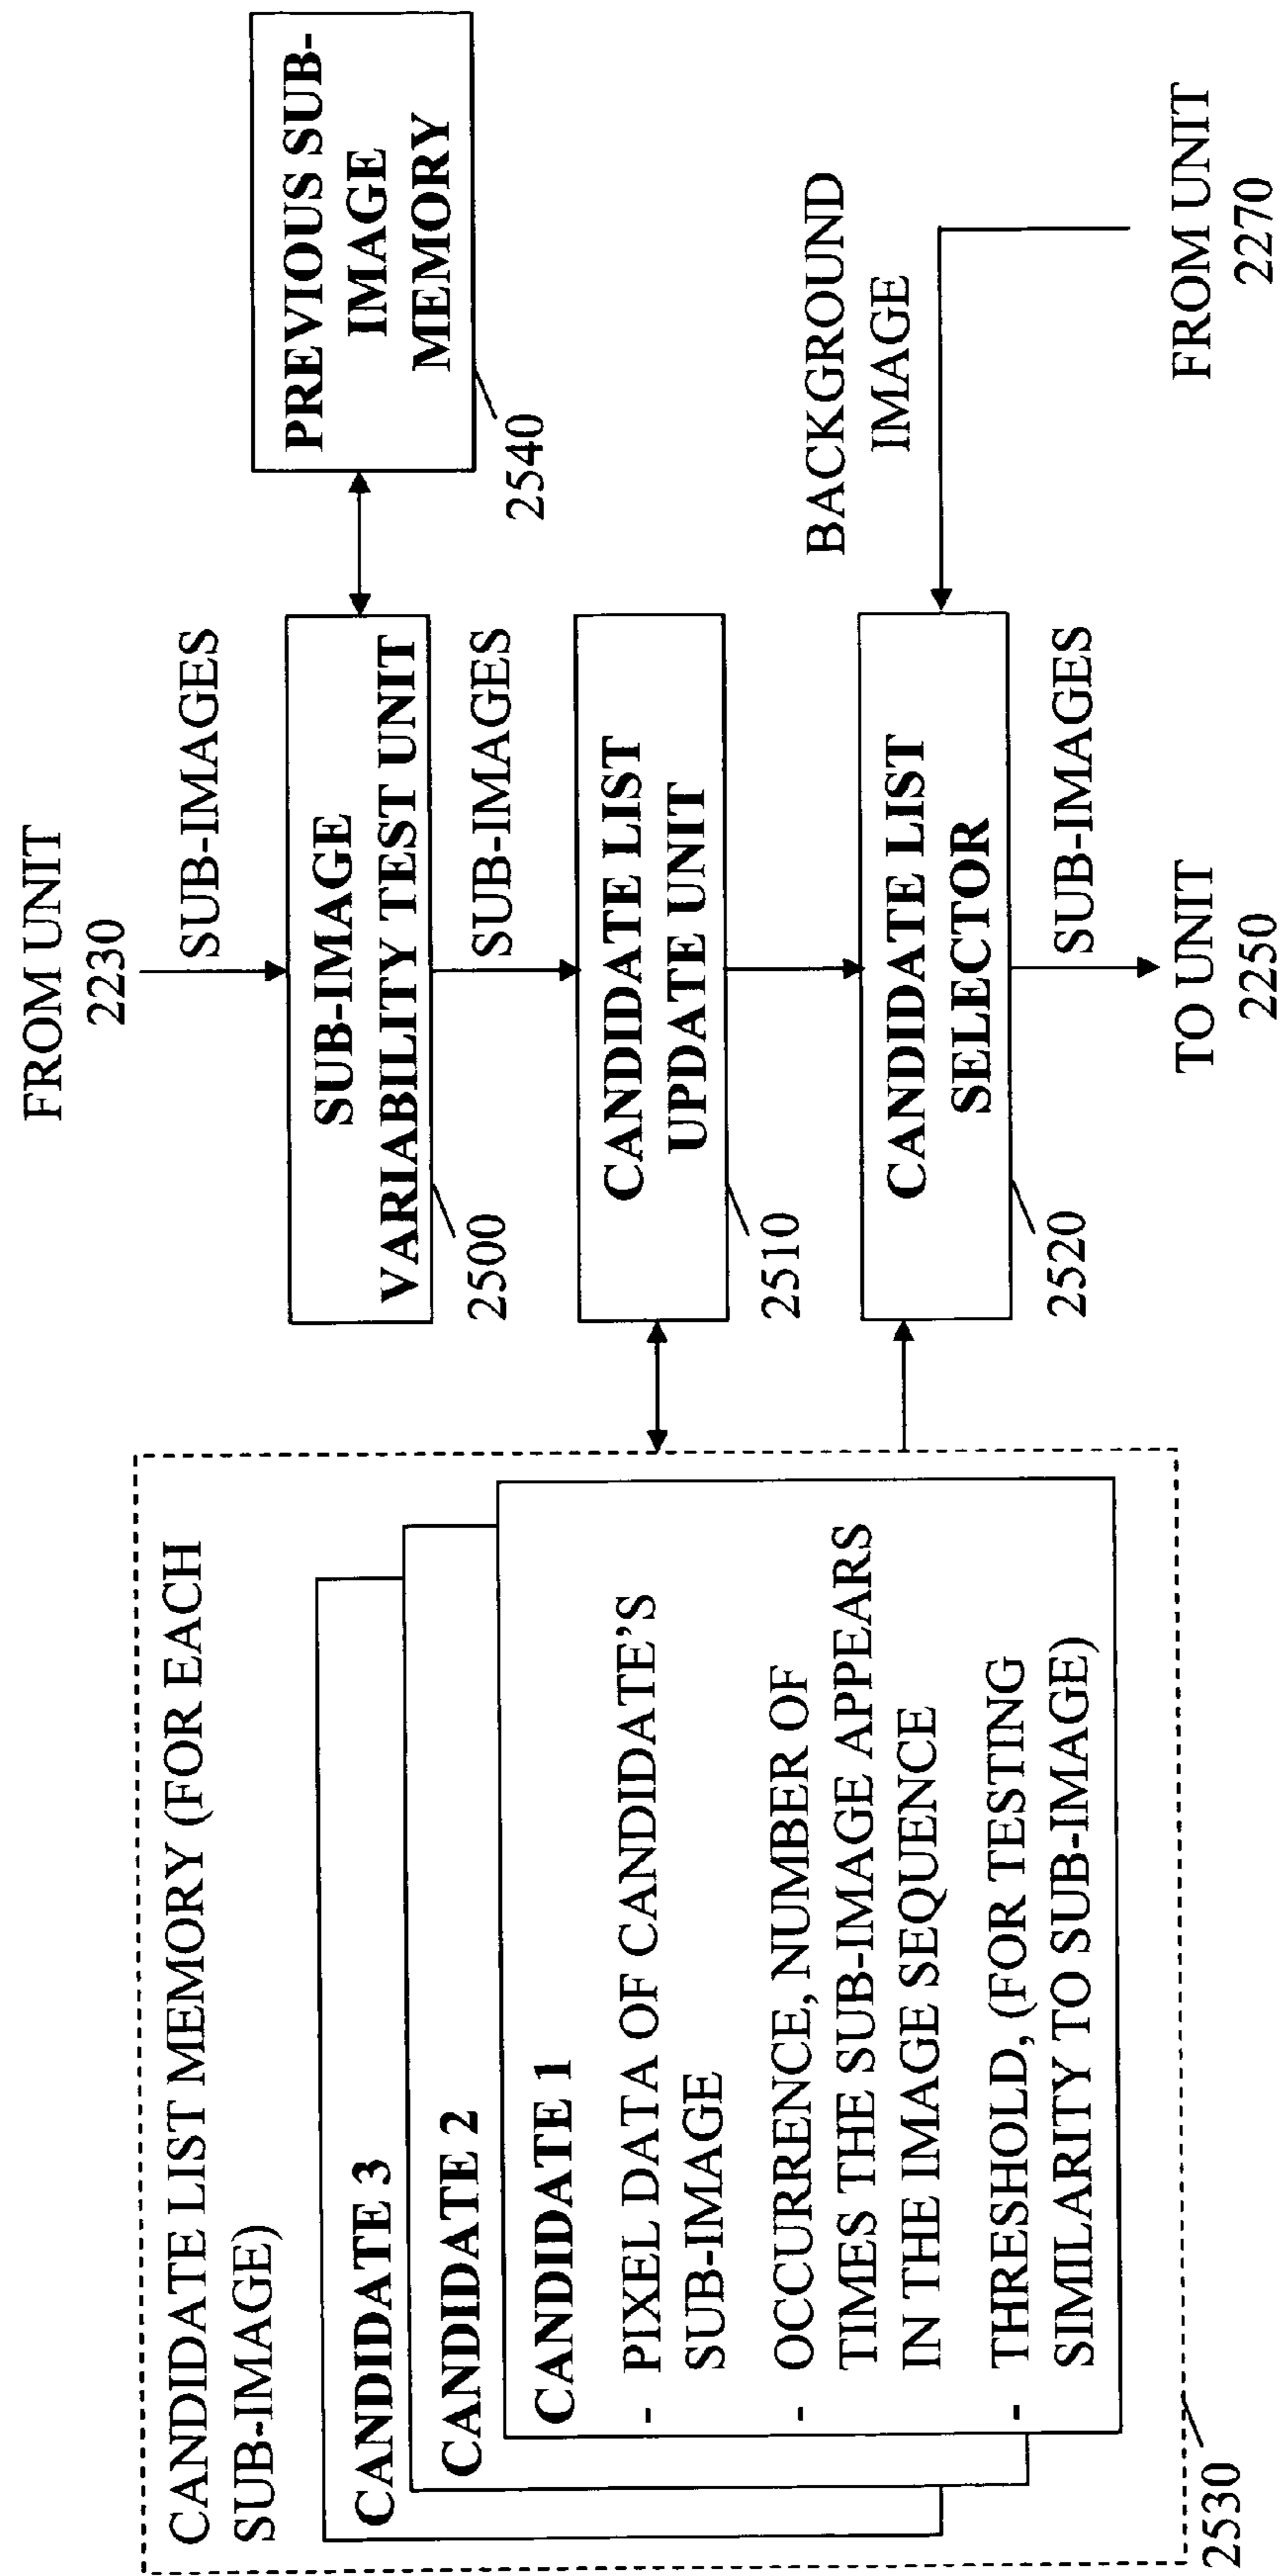 CANDIDATE LIST MEMORY (FOR EACH
SUB-IMAGE)
CANDIDATE 3
CANDIDATE 2
CANDIDATE 1
- PIXEL DATA OF CANDIDATE'S
SUB-IMAGE
- OCCURRENCE, NUMBER OF
TIMES THE SUB-IMAGE APPEARS
IN THE IMAGE SEQUENCE
- THRESHOLD, (FOR TESTING
SIMILARITY TO SUB-IMAGE)
2530
FROM UNIT
2230
SUB-IMAGES
SUB-IMAGE
VARIABILITY TEST UNIT
2500
SUB-IMAGES
CANDIDATE LIST
UPDATE UNIT
2510
CANDIDATE LIST
SELECTOR
2520
SUB-IMAGES
TO UNIT
2250
PREVIOUS SUB-
IMAGE
MEMORY
2540
BACKGROUND
IMAGE
FROM UNIT
2270